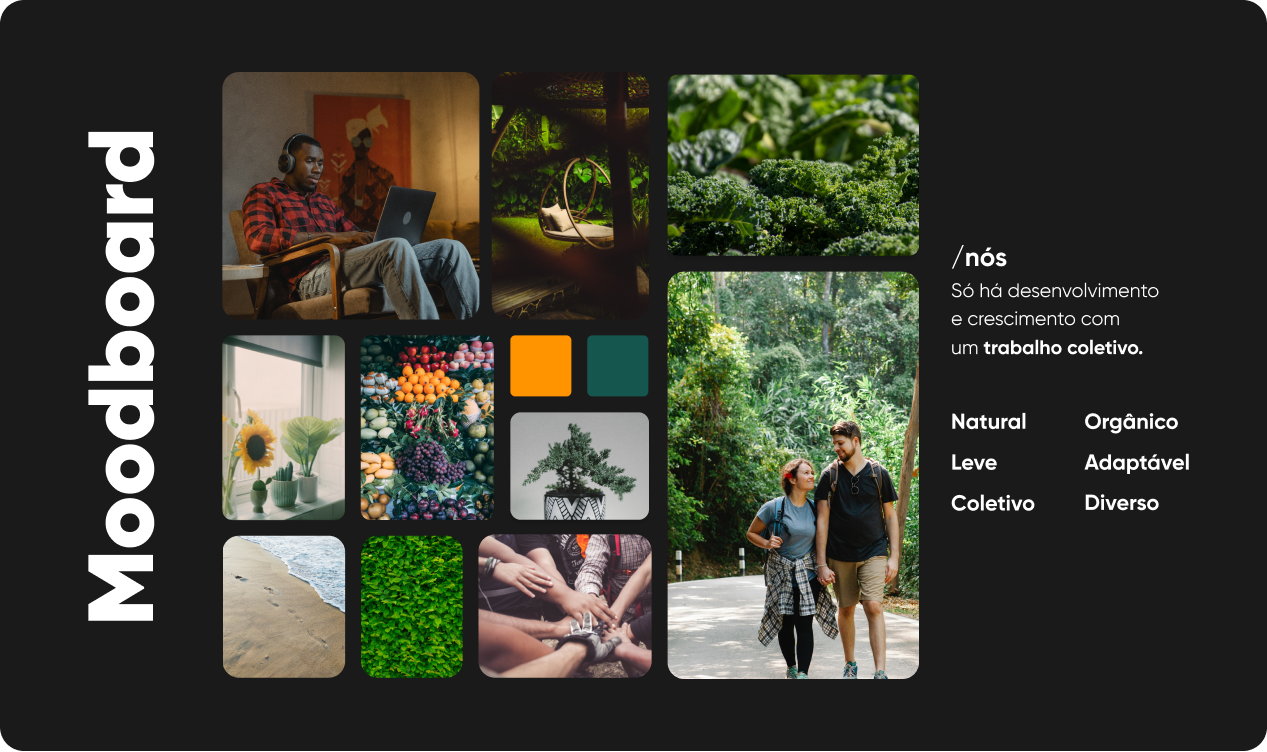 Moodboard
/nós
Só há desenvolvimento
e crescimento com
um trabalho coletivo.
Natural
Orgânico
Leve
Adaptável
Coletivo
Diverso